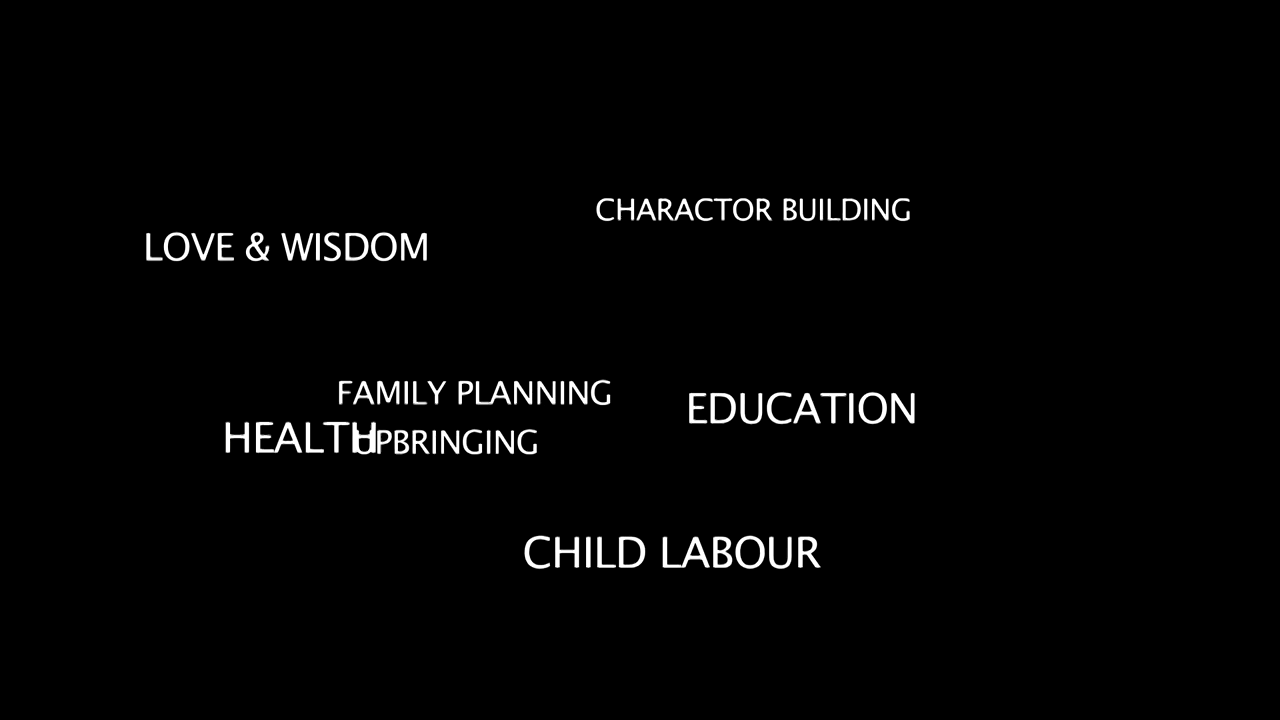 CHARACTOR BUILDING
LOVE & WISDOM
FAMILY PLANNING
EDUCATION
HEALTH
UPBRINGING
CHILD LABOUR